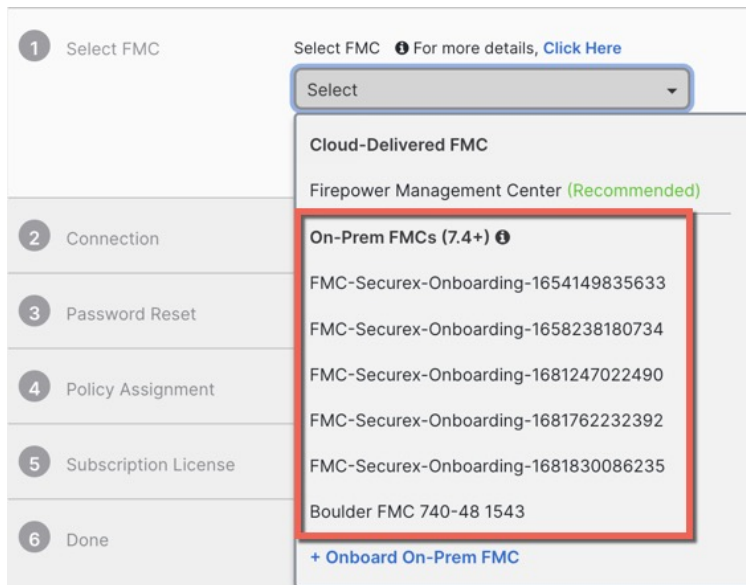 1 Select FMC
Select FMC For more details, Click Here
Select
Cloud-Delivered FMC
Firepower Management Center (Recommended)
On-Prem FMCs (7.4+)
FMC-Securex-Onboarding-1654149835633
FMC-Securex-Onboarding-1658238180734
FMC-Securex-Onboarding-1681247022490
FMC-Securex-Onboarding-1681762232392
FMC-Securex-Onboarding-1681830086235
Boulder FMC 740-48 1543
+ Onboard On-Prem FMC
2 Connection
3 Password Reset
4 Policy Assignment
5 Subscription License
6 Done